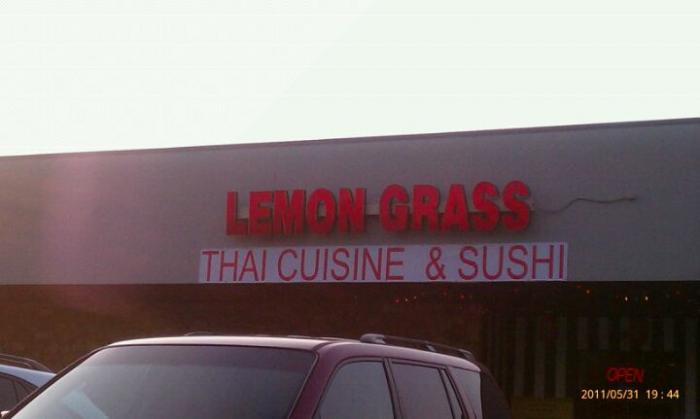 LEMON GRASS
THAI CUISINE & SUSHI
OPEN
2011/05/31 19:44